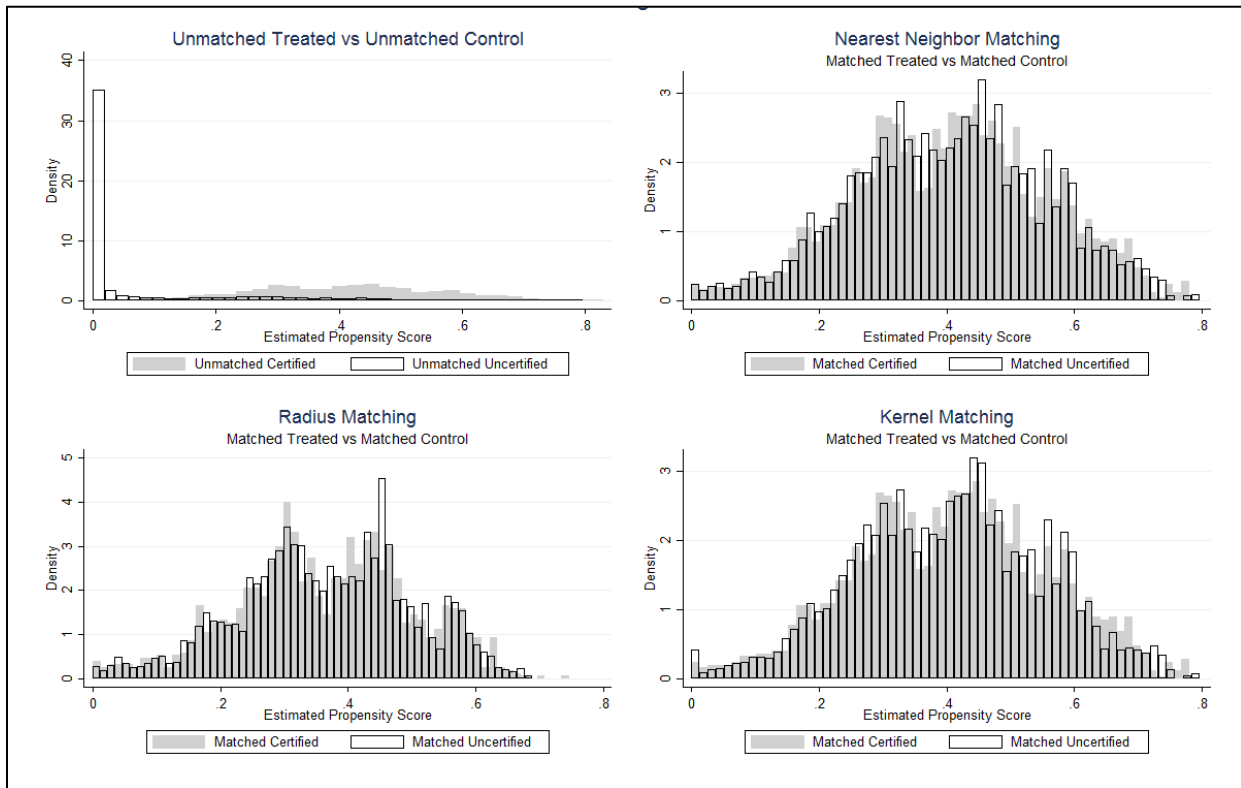 Unmatched Treated vs Unmatched Control
40
30
20
10
0
Density
0 .2 .4 .6 .8
Estimated Propensity Score
Unmatched Certified Unmatched Uncertified
Nearest Neighbor Matching
Matched Treated vs Matched Control
3
2
1
0
Density
0 .2 .4 .6 .8
Estimated Propensity Score
Matched Certified Matched Uncertified
Radius Matching
Matched Treated vs Matched Control
5
4
3
2
1
0
Density
0 .2 .4 .6 .8
Estimated Propensity Score
Matched Certified Matched Uncertified
Kernel Matching
Matched Treated vs Matched Control
3
2
1
0
Density
0 .2 .4 .6 .8
Estimated Propensity Score
Matched Certified Matched Uncertified